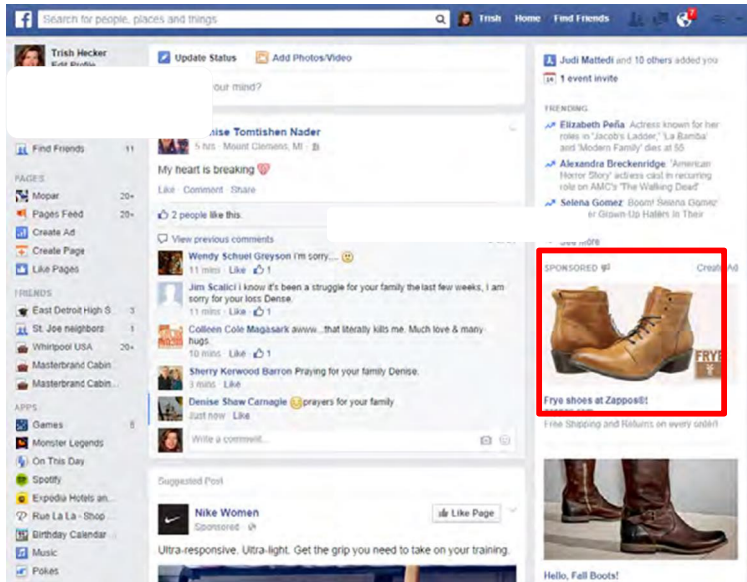 Search for people, places and things
Trish
Home
Find Friends
7
Trish Hecker
Edit Profile
Find Friends 11
PAGES
Mopar 20+
Pages Feed 20+
Create Ad
Create Page
Like Pages
FRIENDS
East Detroit High S... 3
St. Joe neighbors 1
Whirlpool USA 20+
Masterbrand Cabin...
Masterbrand Cabin...
APPS
Games 8
Monster Legends
On This Day
Spotify
Expedia Hotels an...
Rue La La - Shop ...
Birthday Calendar ...
Music
Pokes
Update Status
Add Photos/Video
our mind?
nise Tomtishen Nader
5 hrs · Mount Clemens, MI ·
My heart is breaking
Like · Comment · Share
2 people like this.
View previous comments
Wendy Schuel Greyson I'm sorry....
11 mins · Like · 1
Jim Scalici I know it's been a struggle for your family the last few weeks, I am
sorry for your loss Denise.
11 mins · Like · 1
Colleen Cole Magasark awww...that literally kills me. Much love & many
hugs.
10 mins · Like · 1
Sherry Kerwood Barron Praying for your family Denise.
3 mins · Like
Denise Shaw Carnagie prayers for your family
Just now · Like
Write a comment...
Suggested Post
Nike Women
Sponsored ·
Like Page
Ultra-responsive. Ultra-light. Get the grip you need to take on your training.
Judi Mattedi and 10 others added you
1 event invite
TRENDING
Elizabeth Peña: Actress known for her
roles in 'Jacob's Ladder,' 'La Bamba'
and 'Modern Family' dies at 55
Alexandra Breckenridge: 'American
Horror Story' actress cast in recurring
role on AMC's 'The Walking Dead'
Selena Gomez: Boom! Selena Gomez
er Grown Up Haters In Their
See More
SPONSORED
Create Ad
FRYE
Frye shoes at Zappos®!
zappos.com
Free Shipping and Returns on every order!
Hello, Fall Boots!